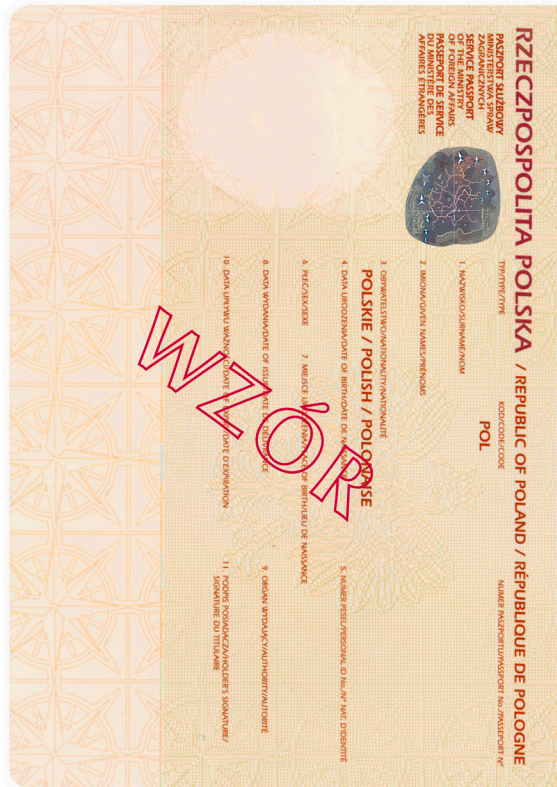 RZECZPOSPOLITA POLSKA / REPUBLIC OF POLAND / RÉPUBLIQUE DE POLOGNE
PASZPORT SŁUŻBOWY
MINISTERSTWA SPRAW
ZAGRANICZNYCH
SERVICE PASSPORT
OF THE MINISTRY
OF FOREIGN AFFAIRS
PASSEPORT DE SERVICE
DU MINISTÈRE DES
AFFAIRES ÉTRANGÈRES
TYP/TYPE/TYPE
KOD/CODE/CODE
NUMER PASZPORTU/PASSPORT No./PASSEPORT N°
POL
1. NAZWISKO/SURNAME/NOM
2. IMIONA/GIVEN NAMES/PRÉNOMS
3. OBYWATELSTWO/NATIONALITY/NATIONALITÉ
POLSKIE / POLISH / POLONAISE
4. DATA URODZENIA/DATE OF BIRTH/DATE DE NAISSANCE
5. NUMER PESEL/PERSONAL ID No./N° NAT. D'IDENTITÉ
6. PŁEĆ/SEX/SEXE
7. MIEJSCE URODZENIA/PLACE OF BIRTH/LIEU DE NAISSANCE
8. DATA WYDANIA/DATE OF ISSUE/DATE DE DÉLIVRANCE
9. ORGAN WYDAJĄCY/AUTHORITY/AUTORITÉ
10. DATA UPŁYWU WAŻNOŚCI/DATE OF EXPIRY/DATE D'EXPIRATION
11. PODPIS POSIADACZA/HOLDER'S SIGNATURE/
SIGNATURE DU TITULAIRE
WZÓR